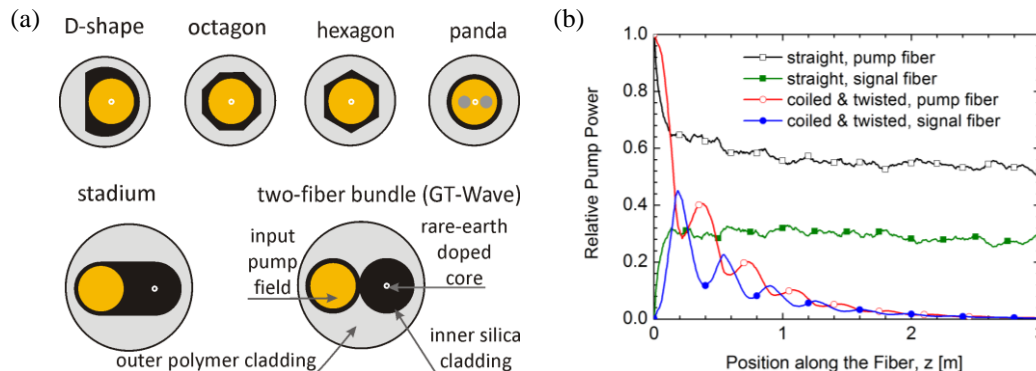 (a)
D-shape octagon hexagon panda
stadium
two-fiber bundle (GT-Wave)
input
pump
field
rare-earth
doped
core
outer polymer cladding
inner silica
cladding
(b)
1.0
0.8
0.6
0.4
0.2
0.0
Relative Pump Power
straight, pump fiber
straight, signal fiber
coiled & twisted, pump fiber
coiled & twisted, signal fiber
0 1 2
Position along the Fiber, z [m]